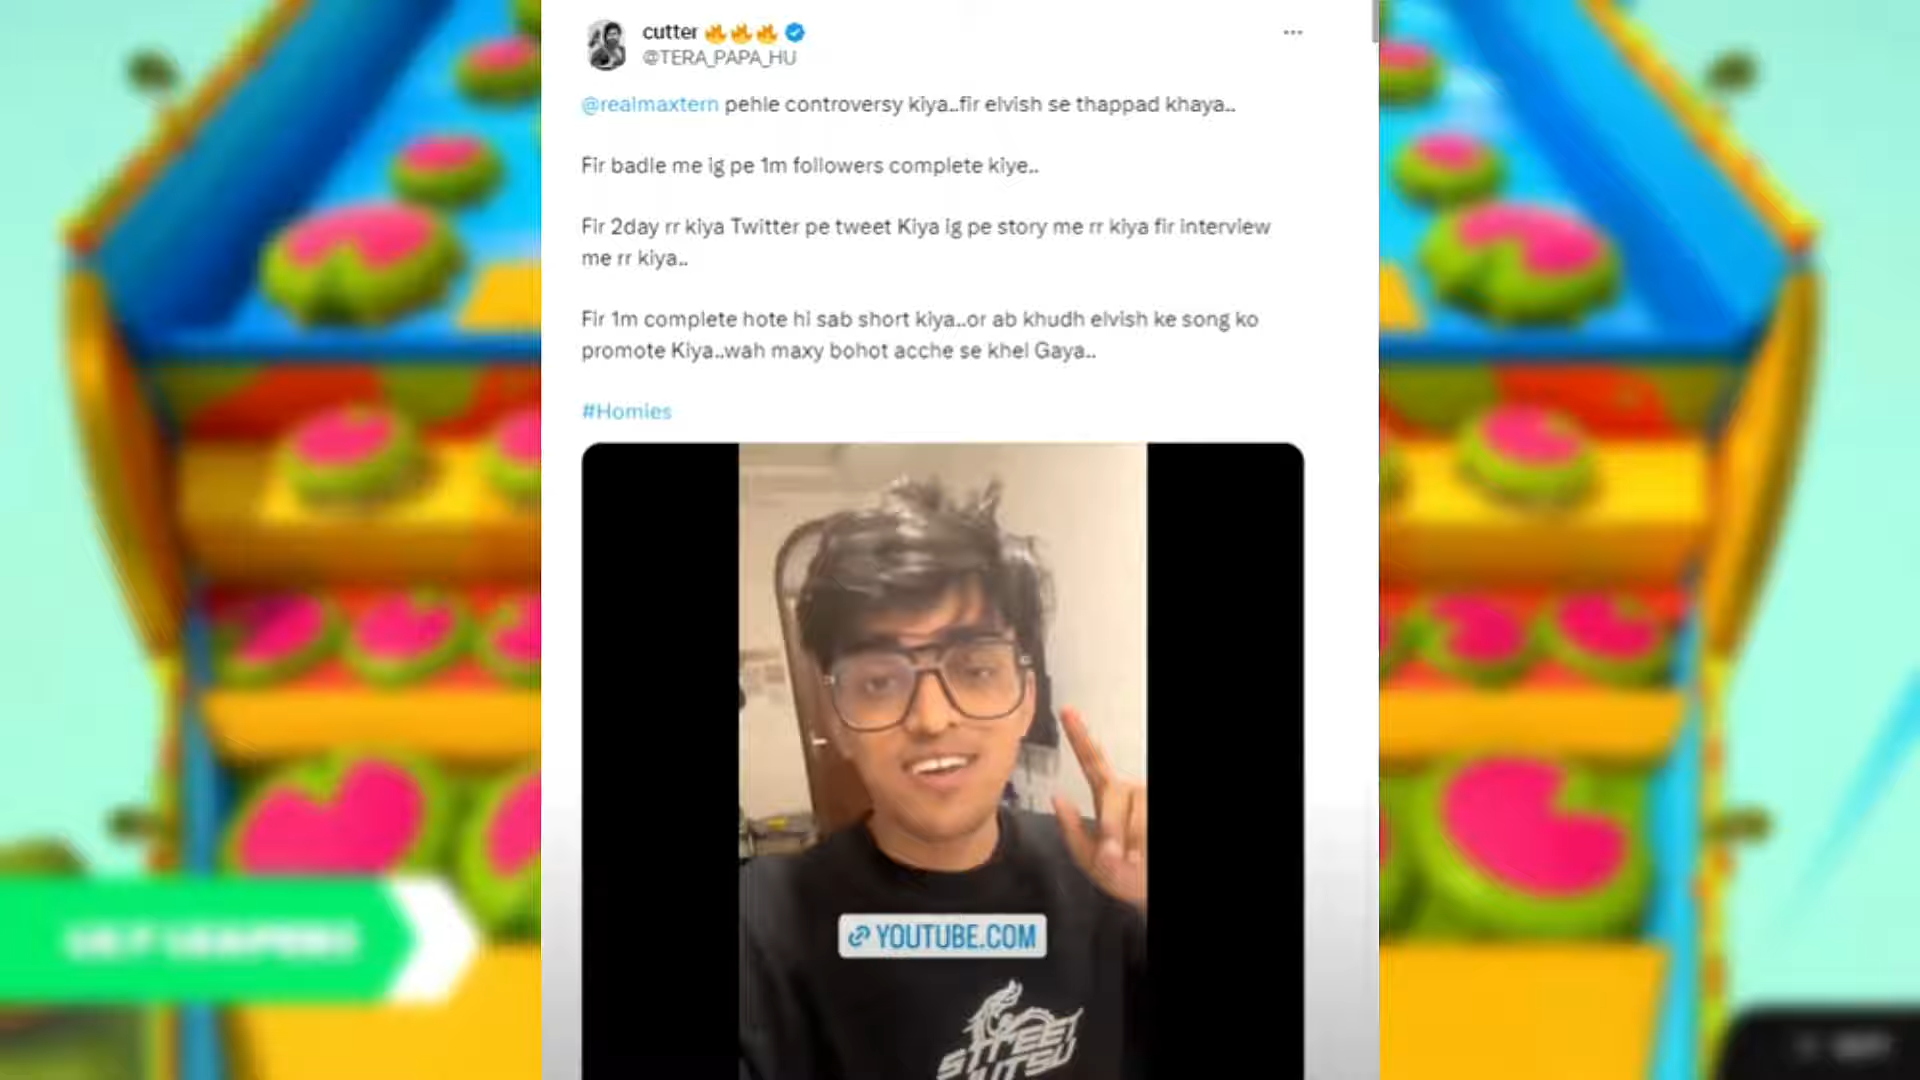 cutter
@TERA_PAPA_HU
@realmaxtern pehle controversy kiya..fir elvish se thappad khaya..
Fir badle me ig pe 1m followers complete kiye..
Fir 2day rr kiya Twitter pe tweet Kiya ig pe story me rr kiya fir interview
me rr kiya..
Fir 1m complete hote hi sab short kiya..or ab khudh elvish ke song ko
promote Kiya..wah maxy bohot acche se khel Gaya..
#Homies
YOUTUBE.COM
STREET